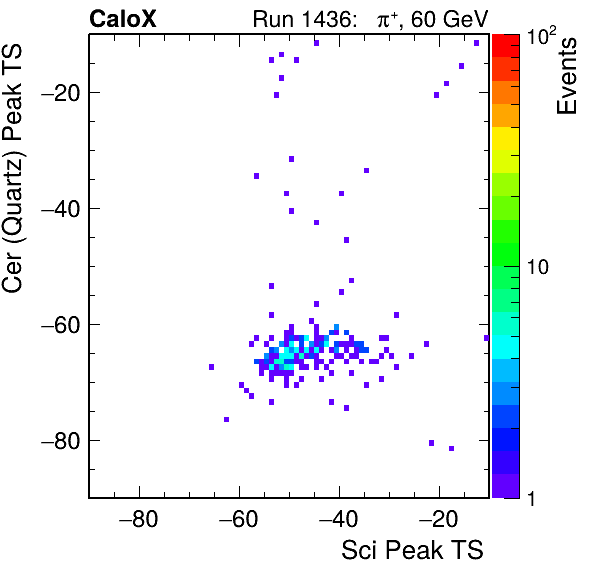 CaloX Run 1436: π+, 60 GeV
Cer (Quartz) Peak TS
−20
−40
−60
−80
−80 −60 −40 −20
Sci Peak TS
10²
10
1
Events